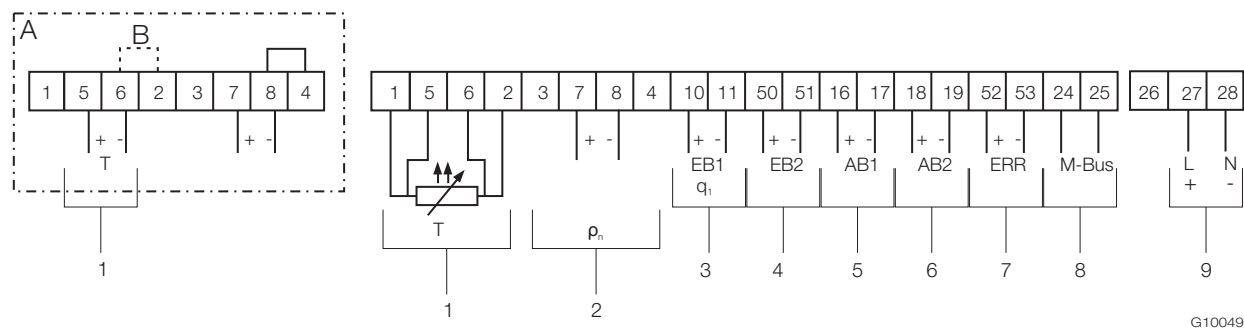 A
B
1 5 6 2 3 7 8 4
+ - + -
T
1
1 5 6 2 3 7 8 4 10 11 50 51 16 17 18 19 52 53 24 25 26 27 28
+ - + - + - + - + - + -
EB1 EB2 AB1 AB2 ERR M-Bus L N
q₁ + -
T ρₙ
1 2 3 4 5 6 7 8 9
G10049